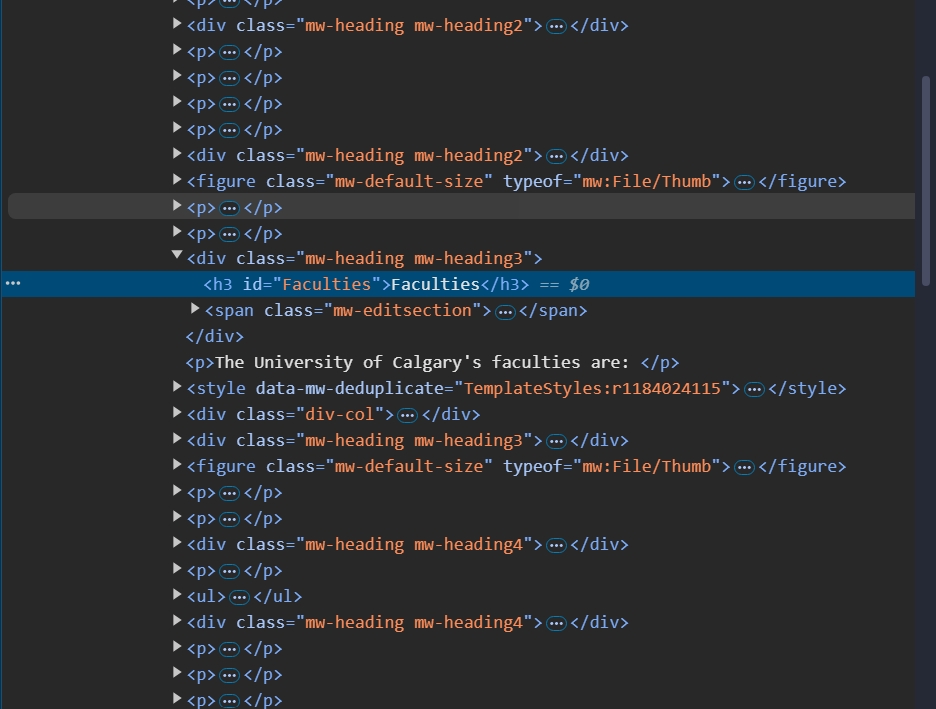 <p>…</p>
<div class="mw-heading mw-heading2">…</div>
<p>…</p>
<p>…</p>
<p>…</p>
<p>…</p>
<div class="mw-heading mw-heading2">…</div>
<figure class="mw-default-size" typeof="mw:File/Thumb">…</figure>
<p>…</p>
<p>…</p>
<div class="mw-heading mw-heading3">
<h3 id="Faculties">Faculties</h3> == $0
<span class="mw-editsection">…</span>
</div>
<p>The University of Calgary's faculties are: </p>
<style data-mw-deduplicate="TemplateStyles:r1184024115">…</style>
<div class="div-col">…</div>
<div class="mw-heading mw-heading3">…</div>
<figure class="mw-default-size" typeof="mw:File/Thumb">…</figure>
<p>…</p>
<p>…</p>
<div class="mw-heading mw-heading4">…</div>
<p>…</p>
<ul>…</ul>
<div class="mw-heading mw-heading4">…</div>
<p>…</p>
<p>…</p>
<p>…</p>